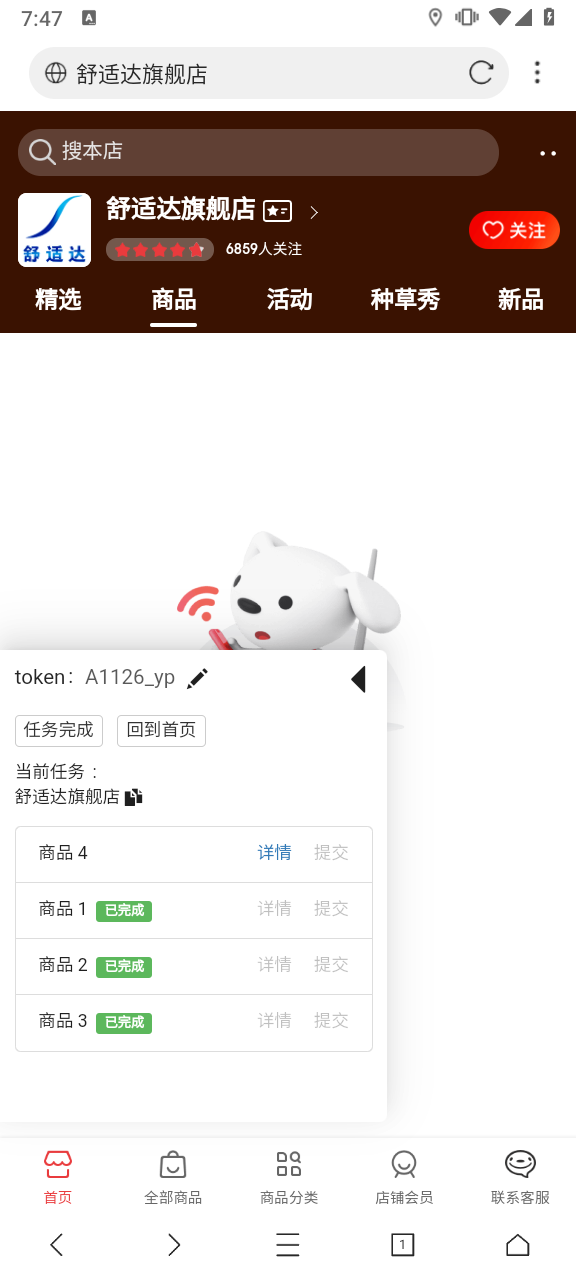 7:47
A
舒适达旗舰店
搜本店
舒适达旗舰店
舒适达
6859人关注
关注
精选 商品 活动 种草秀 新品
token: A1126_yp
任务完成 回到首页
当前任务 :
舒适达旗舰店
商品 4 详情 提交
商品 1 已完成 详情 提交
商品 2 已完成 详情 提交
商品 3 已完成 详情 提交
首页 全部商品 商品分类 店铺会员 联系客服
1